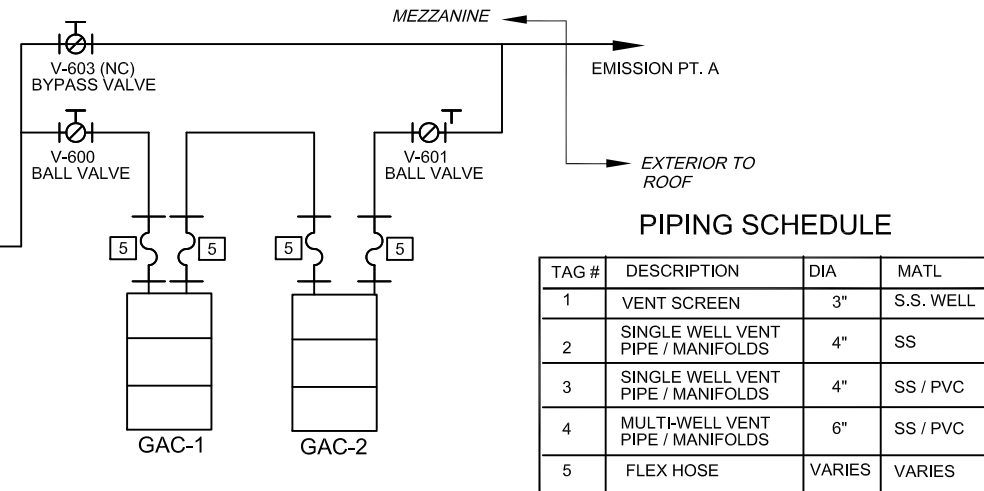 MEZZANINE
V-603 (NC)
BYPASS VALVE
EMISSION PT. A
V-600
BALL VALVE
V-601
BALL VALVE
EXTERIOR TO
ROOF
5
5
5
5
GAC-1
GAC-2
PIPING SCHEDULE
TAG # DESCRIPTION DIA MATL
1 VENT SCREEN 3" S.S. WELL
2 SINGLE WELL VENT
PIPE / MANIFOLDS 4" SS
3 SINGLE WELL VENT
PIPE / MANIFOLDS 4" SS / PVC
4 MULTI-WELL VENT
PIPE / MANIFOLDS 6" SS / PVC
5 FLEX HOSE VARIES VARIES